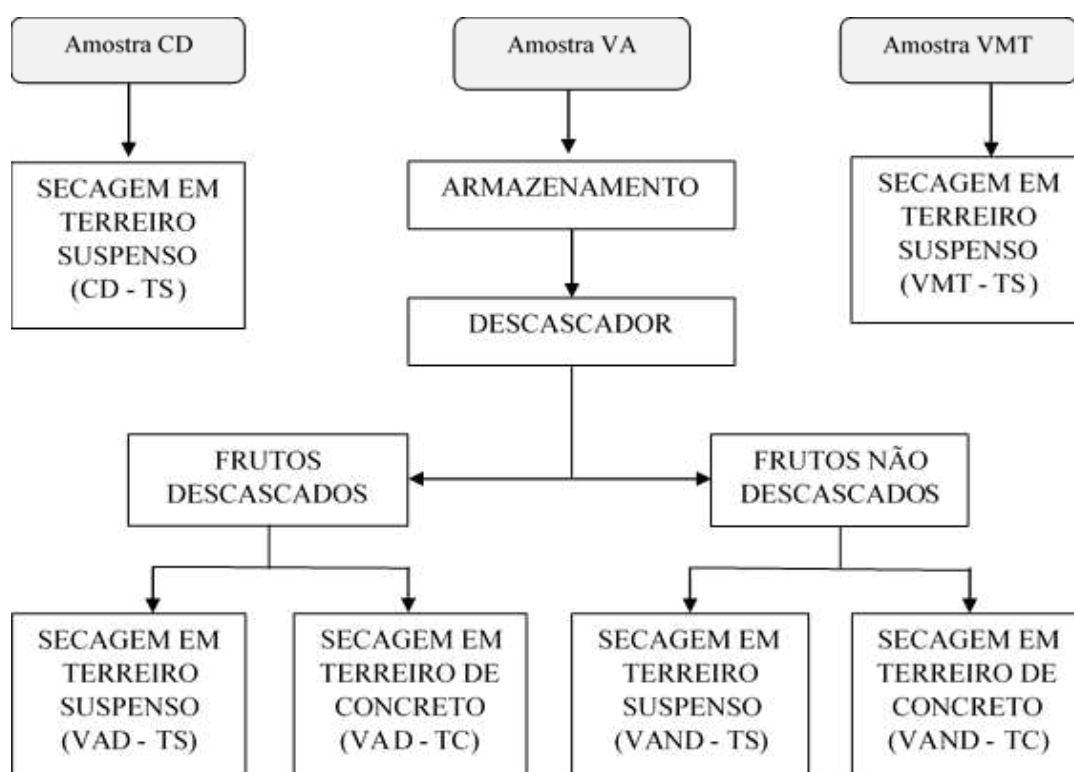 Amostra CD
Amostra VA
Amostra VMT
SECAGEM EM
TERREIRO
SUSPENSO
(CD - TS)
ARMAZENAMENTO
SECAGEM EM
TERREIRO
SUSPENSO
(VMT - TS)
DESCASCADOR
FRUTOS
DESCASCADOS
FRUTOS NÃO
DESCASCADOS
SECAGEM EM
TERREIRO
SUSPENSO
(VAD - TS)
SECAGEM EM
TERREIRO DE
CONCRETO
(VAD - TC)
SECAGEM EM
TERREIRO
SUSPENSO
(VAND - TS)
SECAGEM EM
TERREIRO DE
CONCRETO
(VAND - TC)